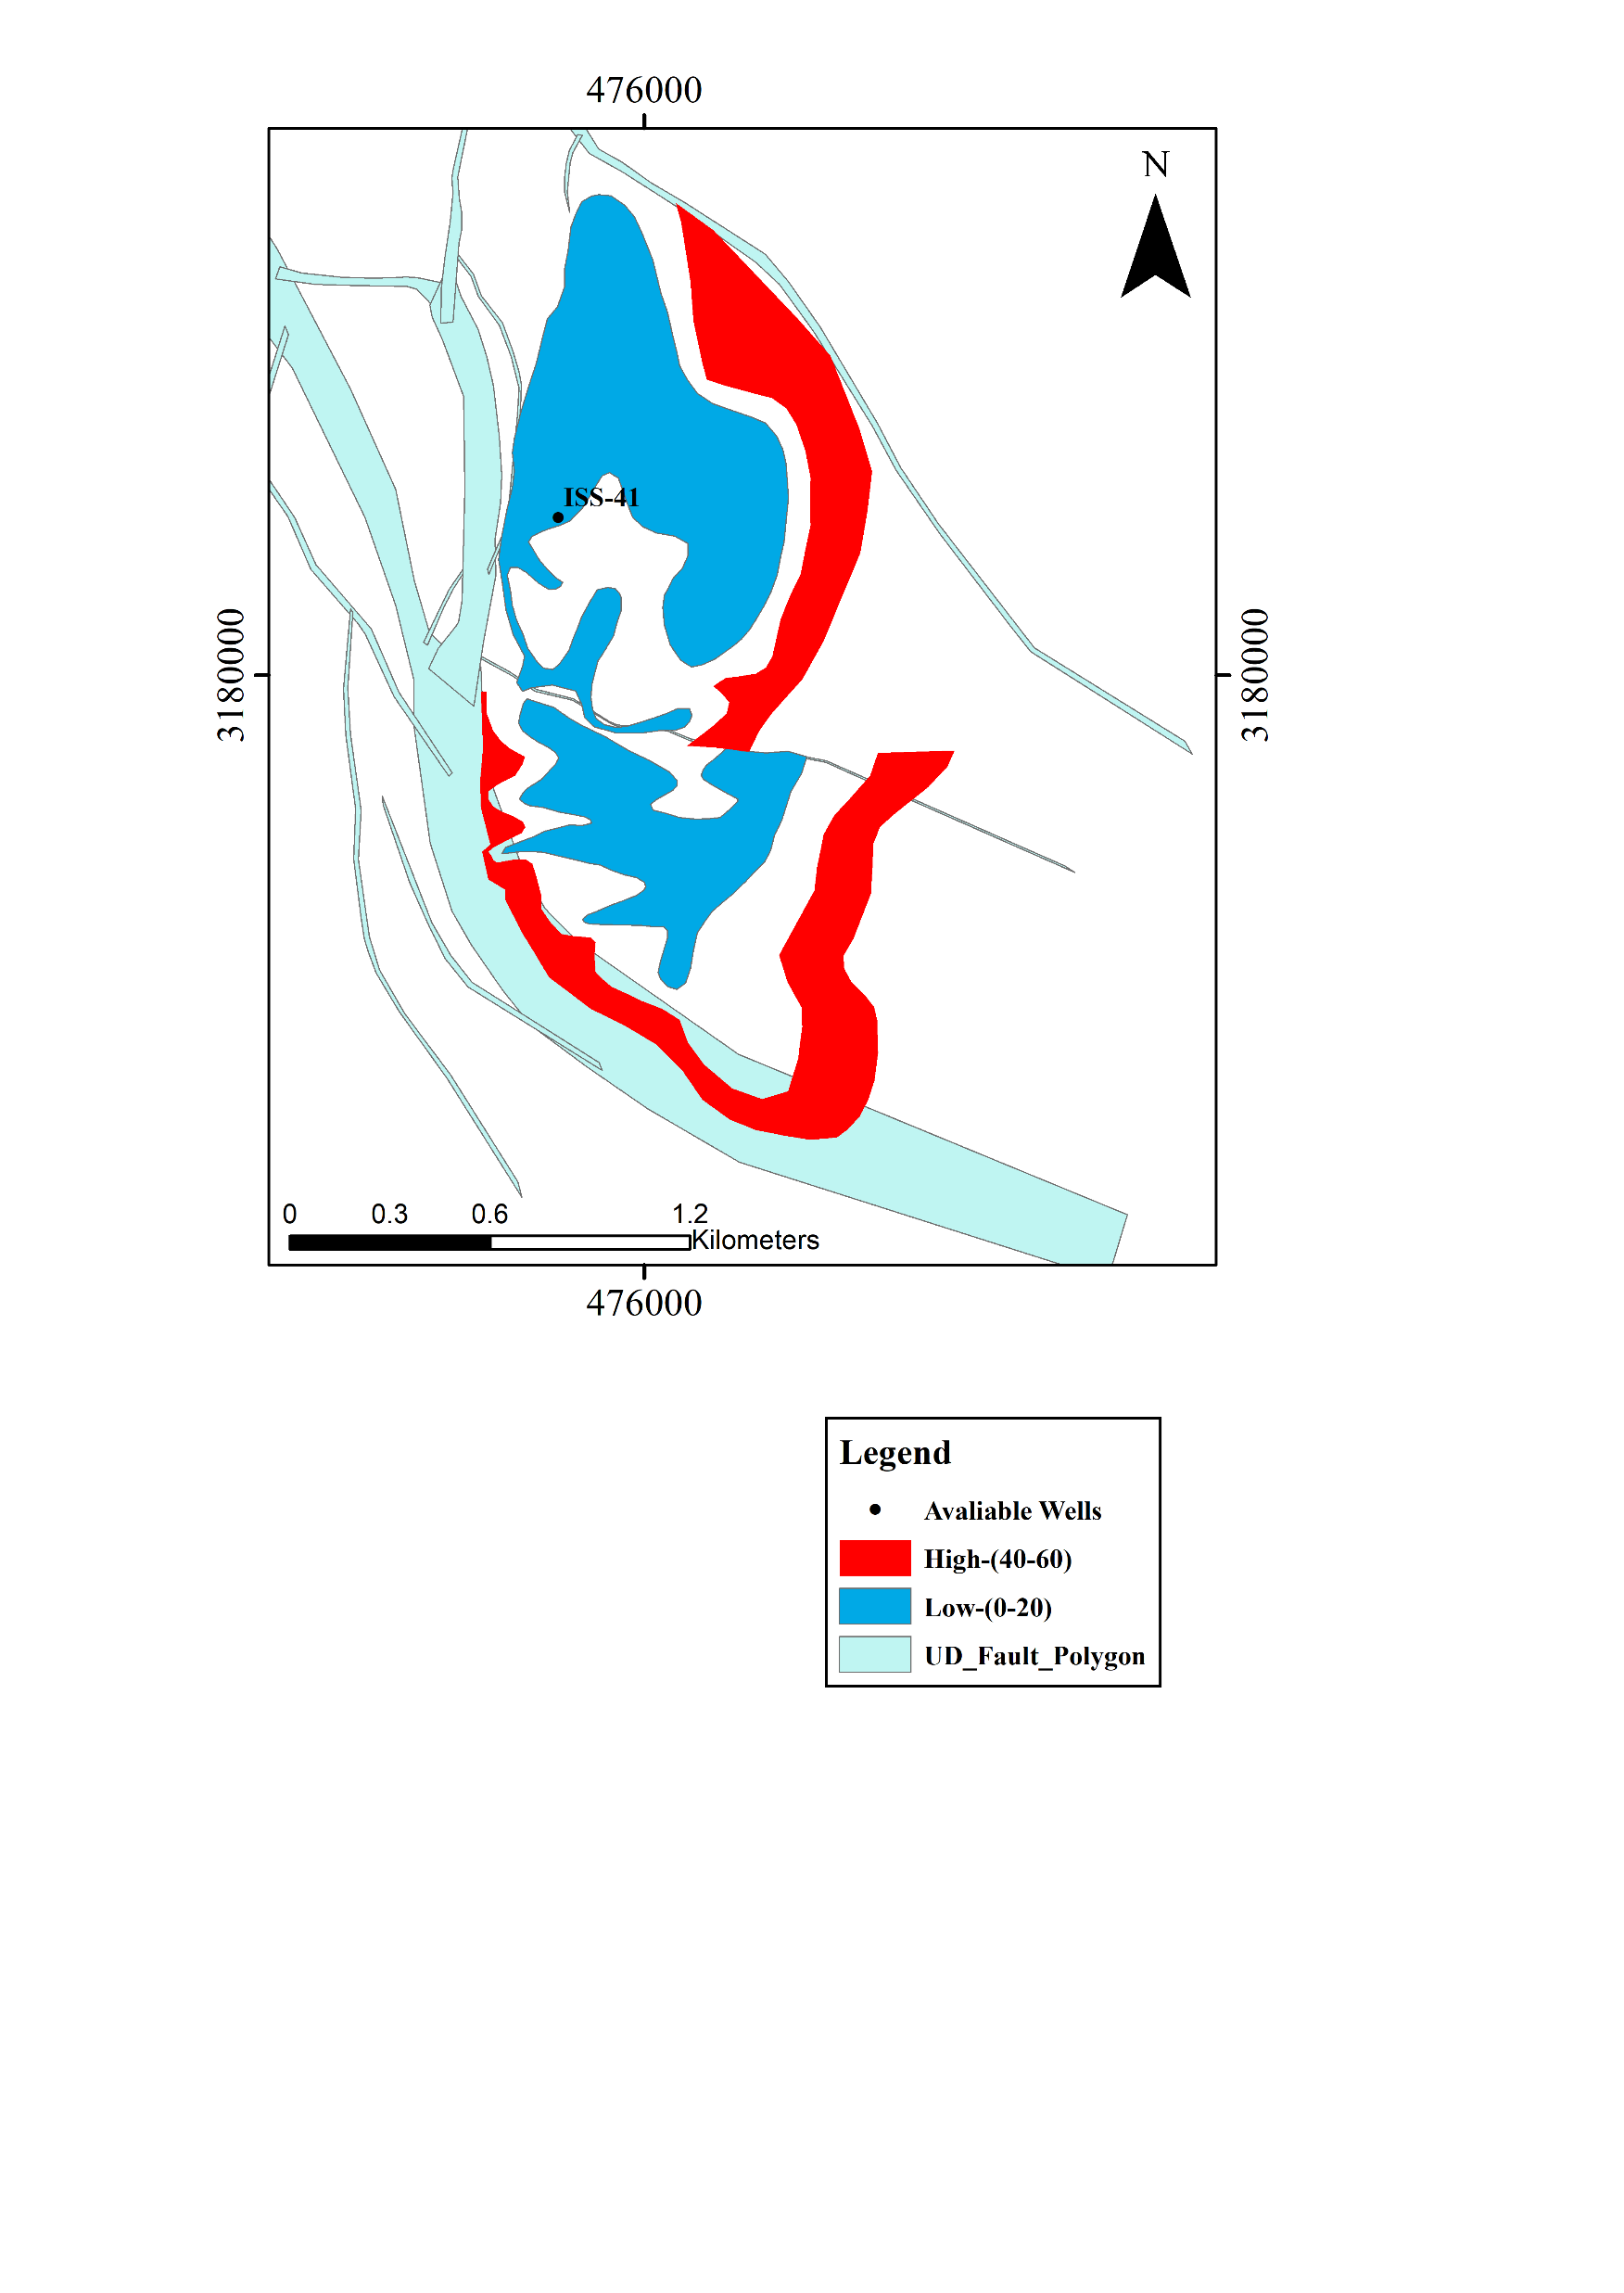 476000
N
ISS-41
3180000
3180000
0 0.3 0.6 1.2
Kilometers
476000
Legend
Avaliable Wells
High-(40-60)
Low-(0-20)
UD_Fault_Polygon